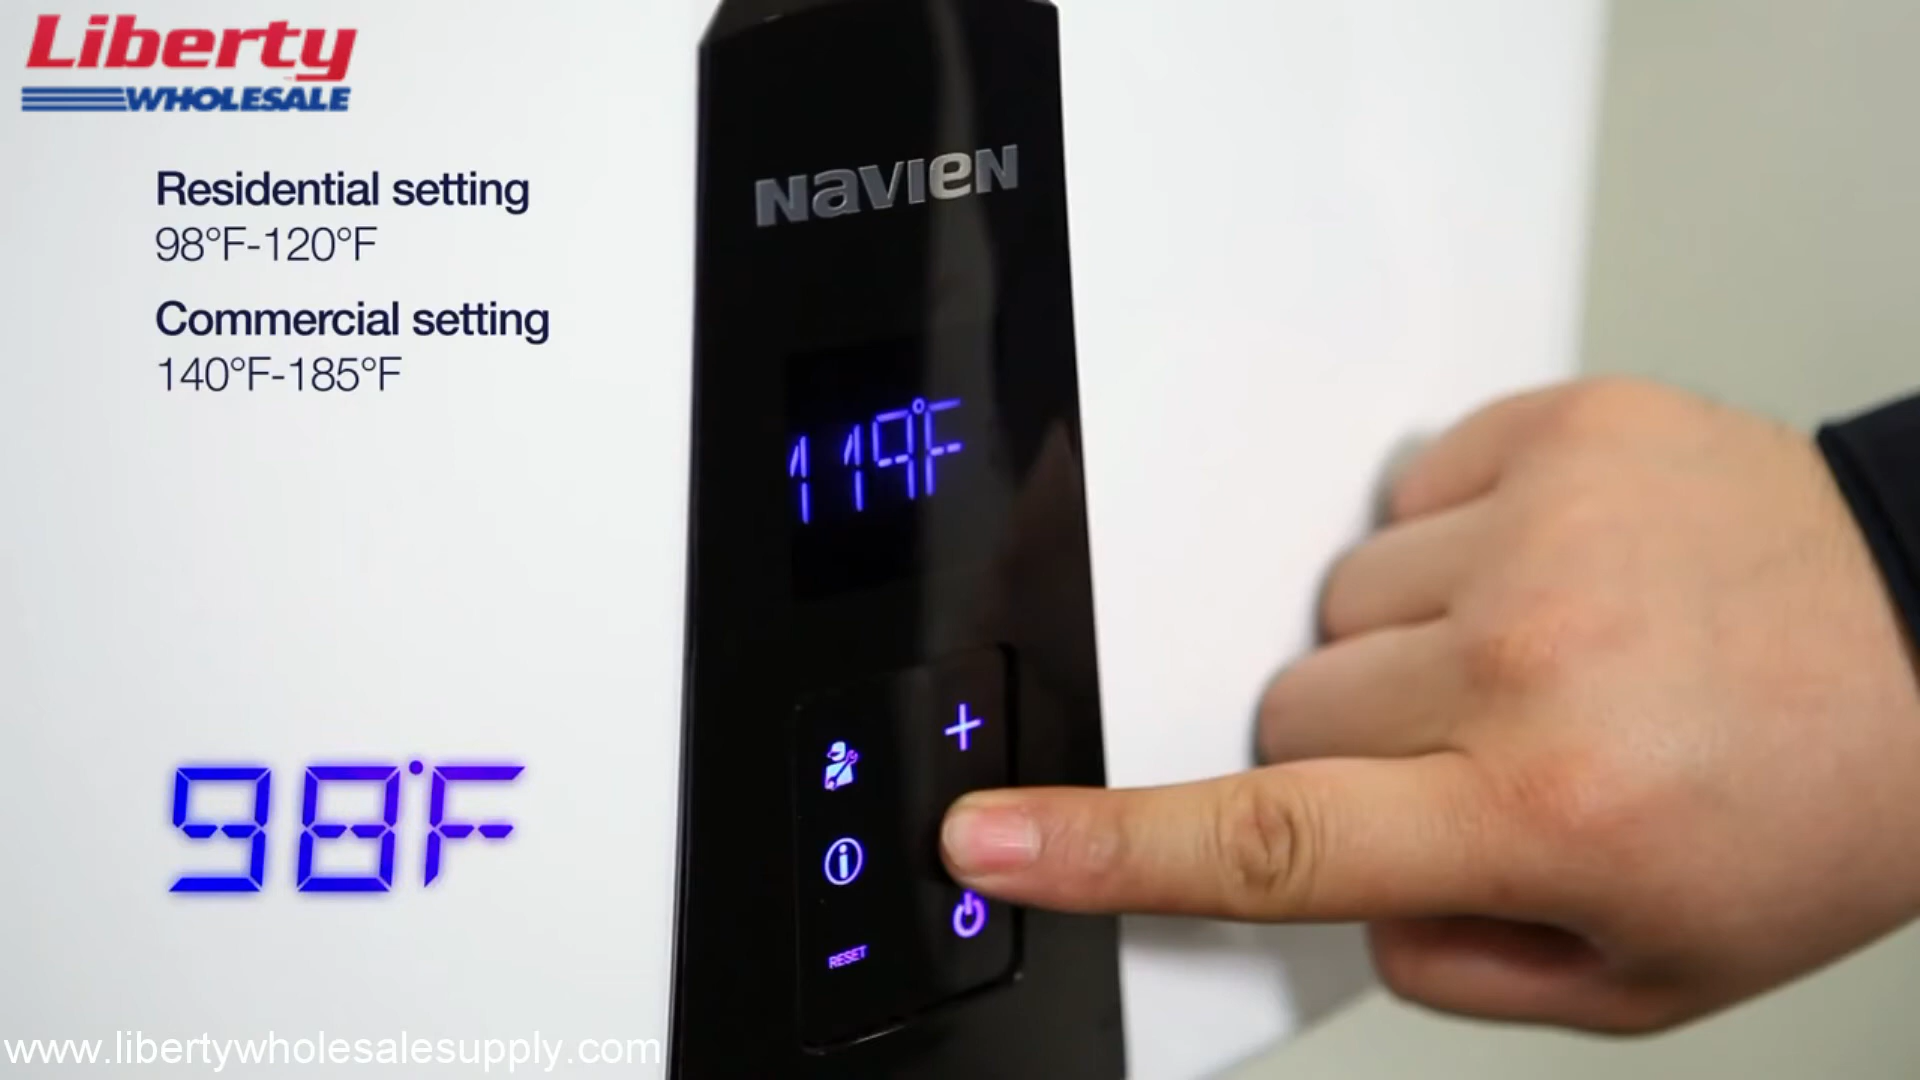 Liberty
WHOLESALE
Residential setting
98°F-120°F
Commercial setting
140°F-185°F
NAVIEN
119°F
98°F
RESET
www.libertywholesalesupply.com